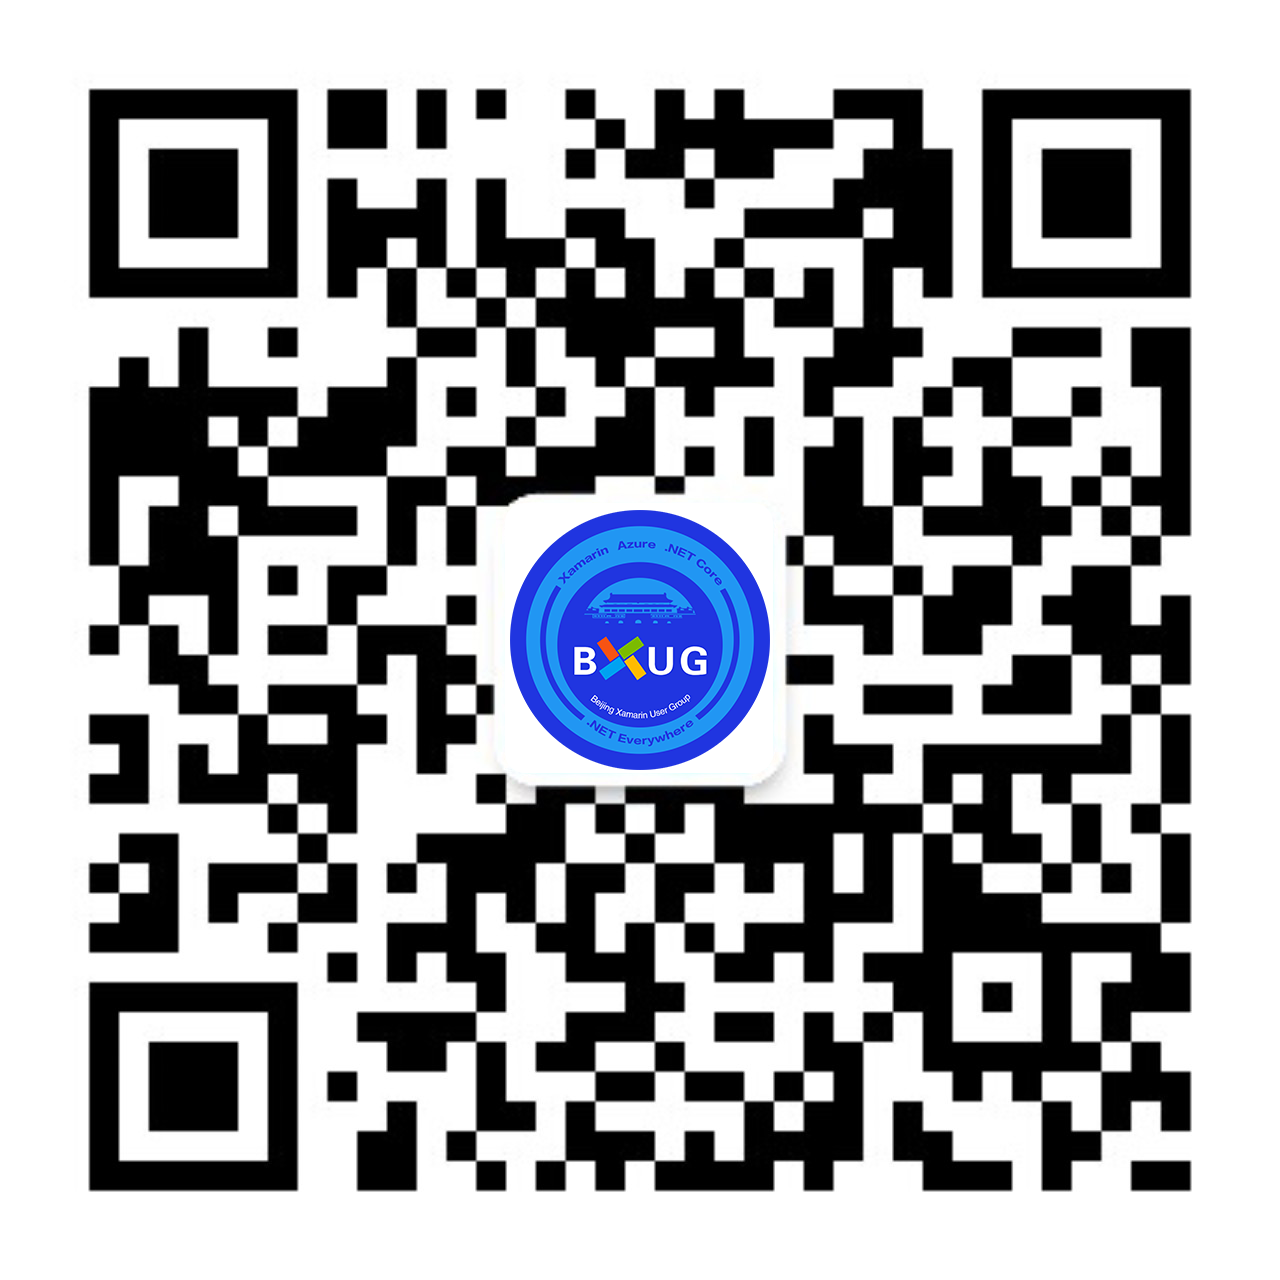 Xamarin Azure .NET Core
BXUG
Beijing Xamarin User Group
.NET Everywhere